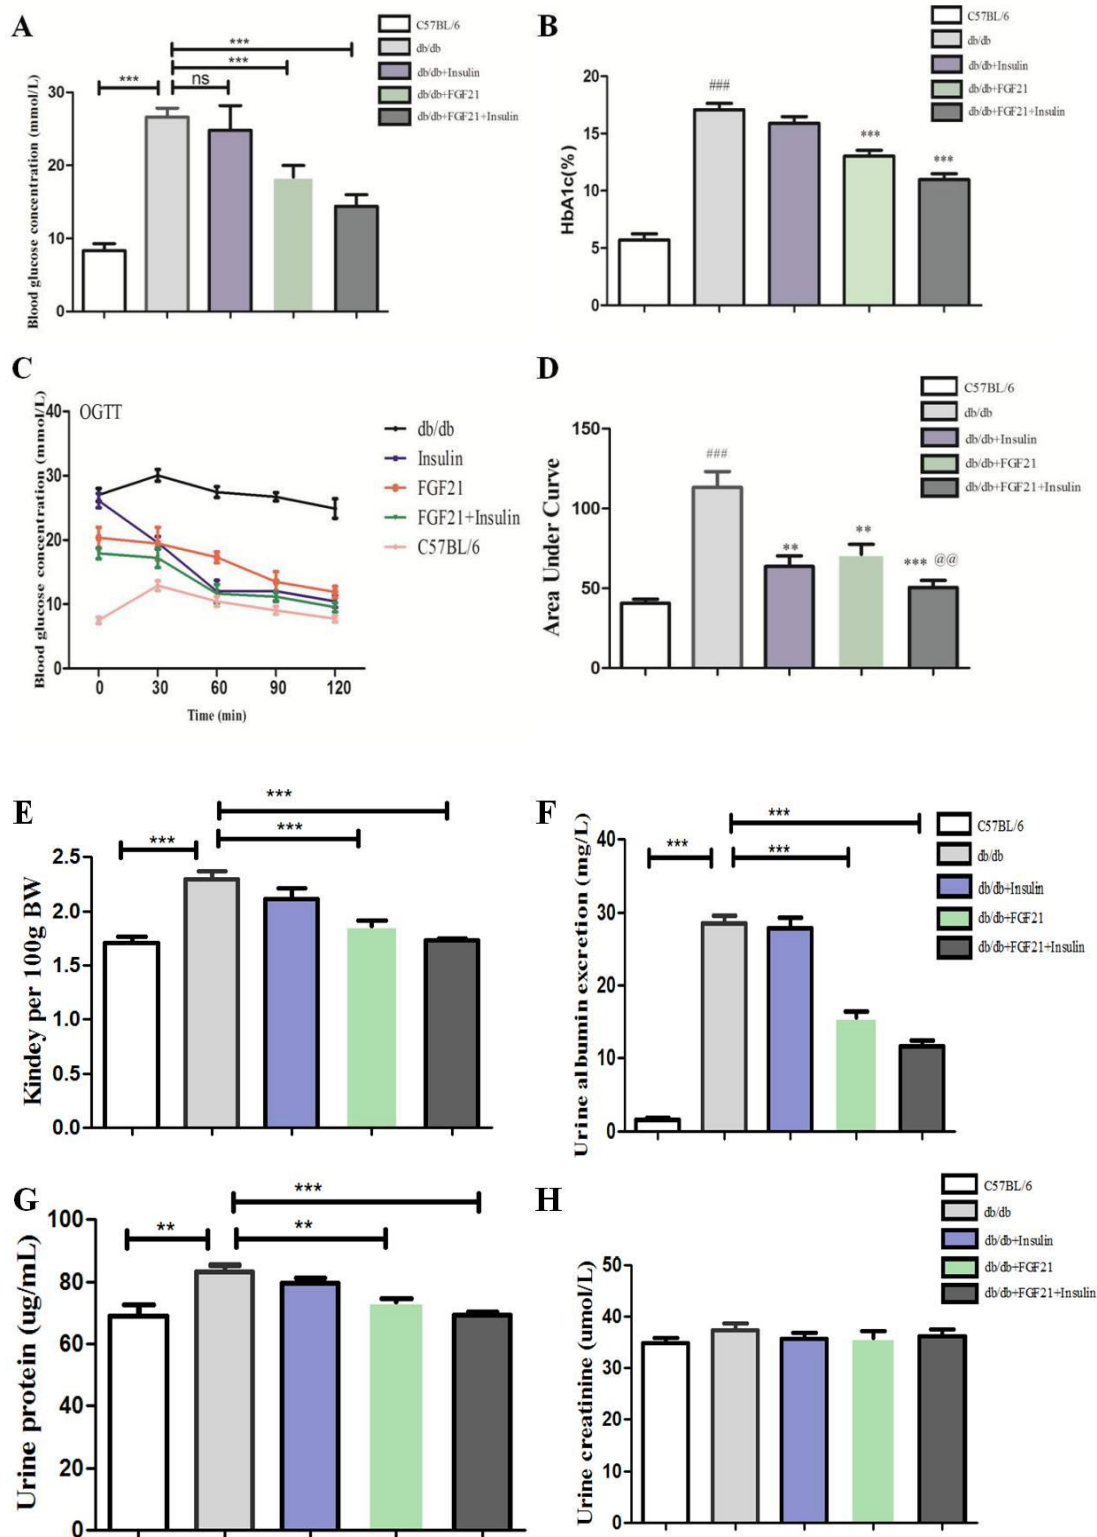 A
C57BL/6
db/db
db/db+Insulin
db/db+FGF21
db/db+FGF21+Insulin
***
***
***
ns
Blood glucose concentration (mmol/L)
30
20
10
0
B
C57BL/6
db/db
db/db+Insulin
db/db+FGF21
db/db+FGF21+Insulin
HbA1c(%)
20
15
10
5
0
###
***
***
C
OGTT
Blood glucose concentration (mmol/L)
40
30
20
10
0
0 30 60 90 120
Time (min)
db/db
Insulin
FGF21
FGF21+Insulin
C57BL/6
D
C57BL/6
db/db
db/db+Insulin
db/db+FGF21
db/db+FGF21+Insulin
Area Under Curve
150
100
50
0
###
**
**
*** @@
E
***
***
***
Kindey per 100g BW
2.5
2.0
1.5
1.0
0.5
0.0
F
C57BL/6
db/db
db/db+Insulin
db/db+FGF21
db/db+FGF21+Insulin
***
***
***
Urine albumin excretion (mg/L)
40
30
20
10
0
G
***
**
**
Urine protein (ug/mL)
100
80
60
40
20
0
H
C57BL/6
db/db
db/db+Insulin
db/db+FGF21
db/db+FGF21+Insulin
Urine creatinine (umol/L)
50
40
30
20
10
0